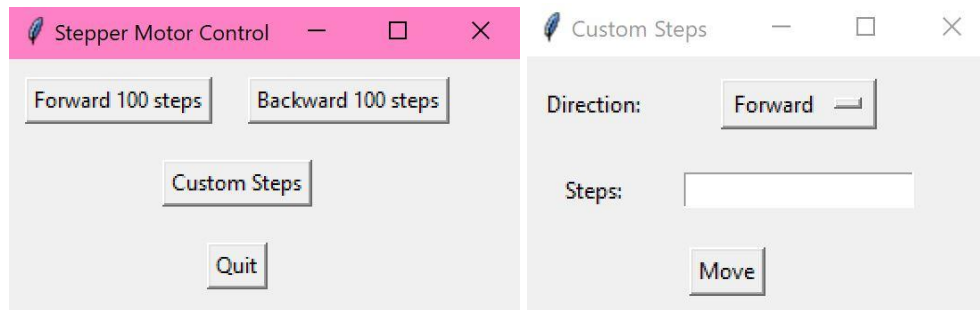 Stepper Motor Control
Forward 100 steps
Backward 100 steps
Custom Steps
Quit
Custom Steps
Direction:
Forward
Steps:
Move